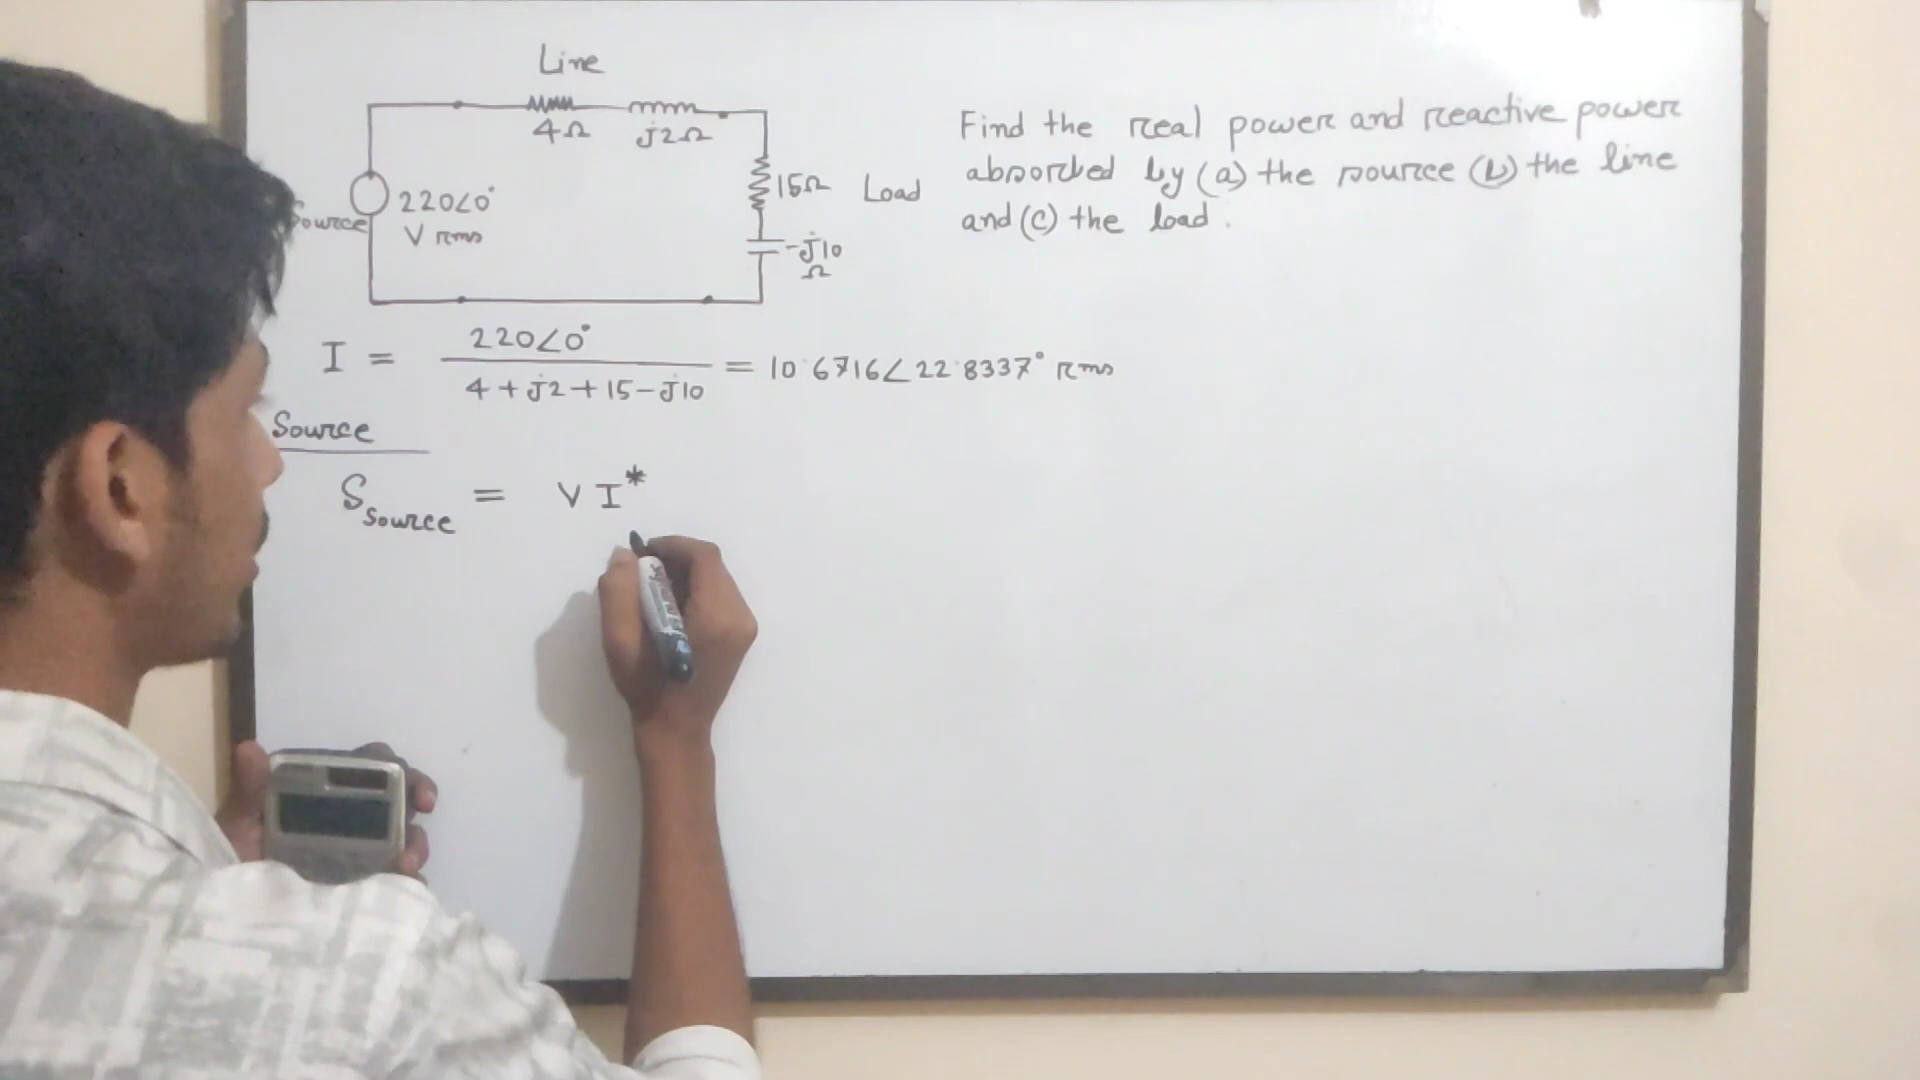 Line
4Ω
j2Ω
15Ω Load
-j10
Ω
Source
220∠0°
V rms
Find the real power and reactive power
absorbed by (a) the source (b) the line
and (c) the load.
I = 220∠0° / 4+j2+15-j10 = 10.6716∠22.8337° rms
Source
S source = VI*